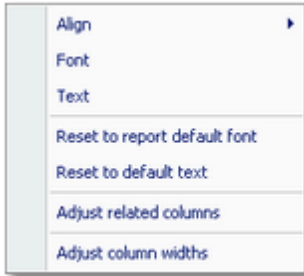 Align
Font
Text
Reset to report default font
Reset to default text
Adjust related columns
Adjust column widths